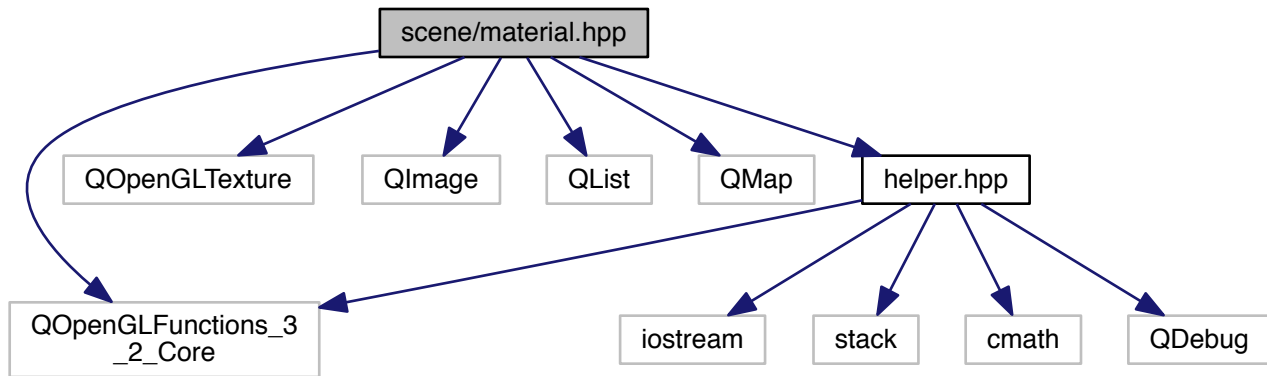 scene/material.hpp
QOpenGLTexture
QImage
QList
QMap
helper.hpp
QOpenGLFunctions_3
_2_Core
iostream
stack
cmath
QDebug